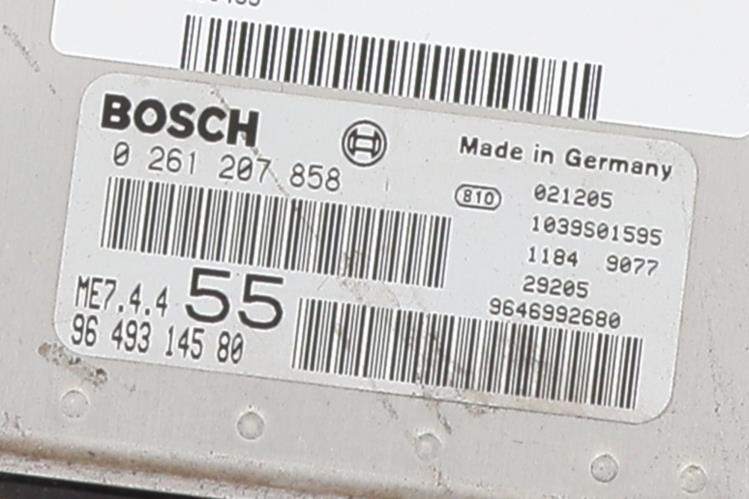 BOSCH
0 261 207 858
Made in Germany
810
021205
1039S01595
1184 9077
29205
9646992680
ME7.4.4 55
96 493 145 80